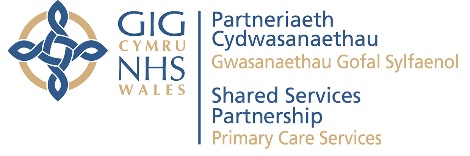 GIG
CYMRU
NHS
WALES
Partneriaeth
Cydwasanaethau
Gwasanaethau Gofal Sylfaenol
Shared Services
Partnership
Primary Care Services